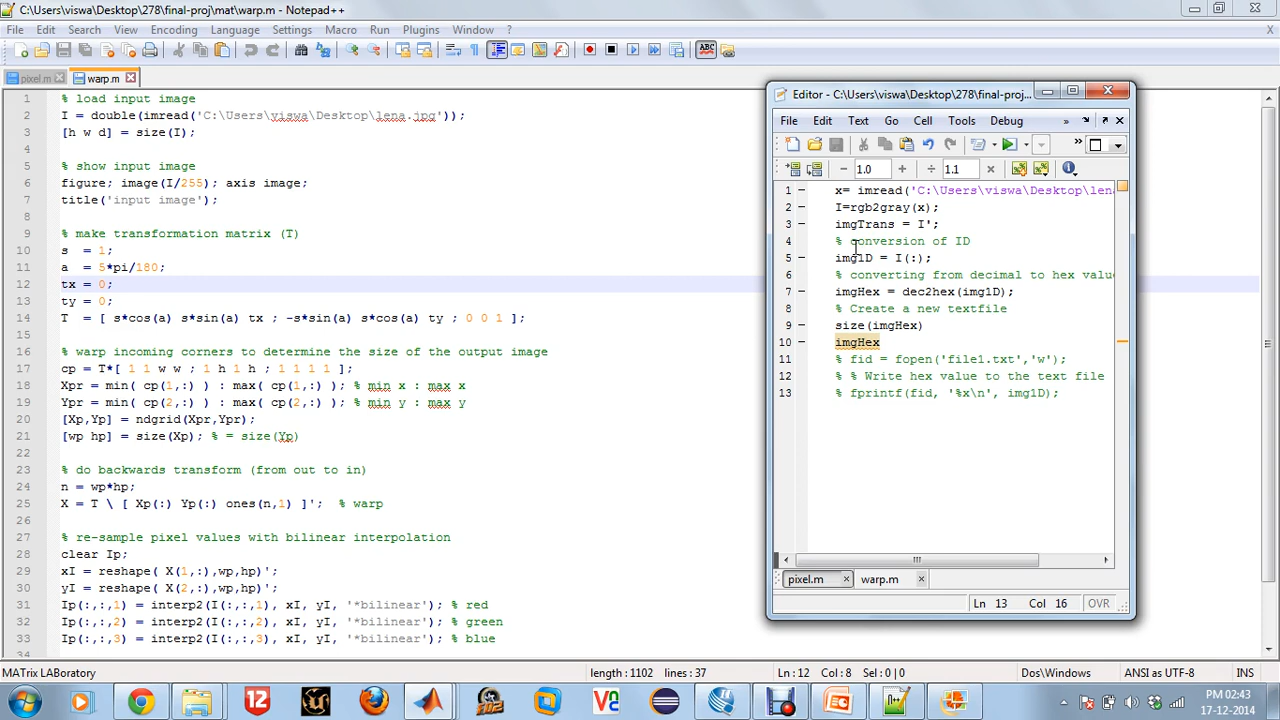 C:\Users\viswa\Desktop\278\final-proj\mat\warp.m - Notepad++
File Edit Search View Encoding Language Settings Macro Run Plugins Window ?
X
ABC
pixel.m warp.m
1 % load input image
2 I = double(imread('C:\Users\viswa\Desktop\lena.jpg'));
3 [h w d] = size(I);
4
5 % show input image
6 figure; image(I/255); axis image;
7 title('input image');
8
9 % make transformation matrix (T)
10 s  = 1;
11 a  = 5*pi/180;
12 tx = 0;
13 ty = 0;
14 T  = [ s*cos(a) s*sin(a) tx ; -s*sin(a) s*cos(a) ty ; 0 0 1 ];
15
16 % warp incoming corners to determine the size of the output image
17 cp = T*[ 1 1 w w ; 1 h 1 h ; 1 1 1 1 ];
18 Xpr = min( cp(1,:) ) : max( cp(1,:) ); % min x : max x
19 Ypr = min( cp(2,:) ) : max( cp(2,:) ); % min y : max y
20 [Xp,Yp] = ndgrid(Xpr,Ypr);
21 [wp hp] = size(Xp); % = size(Yp)
22
23 % do backwards transform (from out to in)
24 n = wp*hp;
25 X = T \ [ Xp(:) Yp(:) ones(n,1) ]';  % warp
26
27 % re-sample pixel values with bilinear interpolation
28 clear Ip;
29 xI = reshape( X(1,:),wp,hp)';
30 yI = reshape( X(2,:),wp,hp)';
31 Ip(:,:,1) = interp2(I(:,:,1), xI, yI, '*bilinear'); % red
32 Ip(:,:,2) = interp2(I(:,:,2), xI, yI, '*bilinear'); % green
33 Ip(:,:,3) = interp2(I(:,:,3), xI, yI, '*bilinear'); % blue
34
Editor - C:\Users\viswa\Desktop\278\final-proj...
File Edit Text Go Cell Tools Debug »
− 1.0 + ÷ 1.1 ×
1 x= imread('C:\Users\viswa\Desktop\len
2 I=rgb2gray(x);
3 imgTrans = I';
4 % conversion of ID
5 img1D = I(:);
6 % converting from decimal to hex valu
7 imgHex = dec2hex(img1D);
8 % Create a new textfile
9 size(imgHex)
10 imgHex
11 % fid = fopen('file1.txt','w');
12 % % Write hex value to the text file
13 % fprintf(fid, '%x\n', img1D);
pixel.m × warp.m ×
Ln 13 Col 16 OVR
MATrix LABoratory length : 1102 lines : 37 Ln : 12 Col : 8 Sel : 0 | 0 Dos\Windows ANSI as UTF-8 INS
12
PM 02:43
17-12-2014